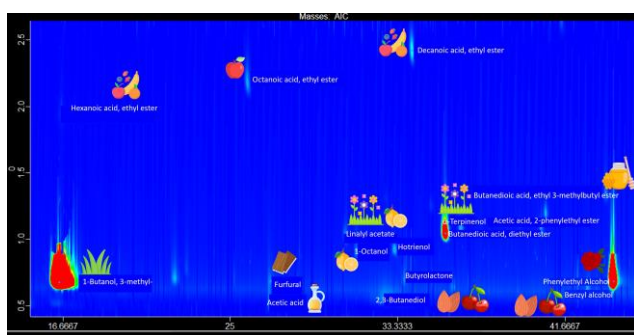 Masses: AIC
2.5
Decanoic acid, ethyl ester
Octanoic acid, ethyl ester
2.0
Hexanoic acid, ethyl ester
1.5
Butanedioic acid, ethyl 3-methylbutyl ester
-Terpinenol
Acetic acid, 2-phenylethyl ester
Linalyl acetate
Butanedioic acid, diethyl ester
1.0
1-Octanol
Hotrienol
1-Butanol, 3-methyl-
Furfural
Butyrolactone
Phenylethyl Alcohol
Benzyl alcohol
Acetic acid
2,3-Butanediol
0.5
16.6667
25
33.3333
41.6667